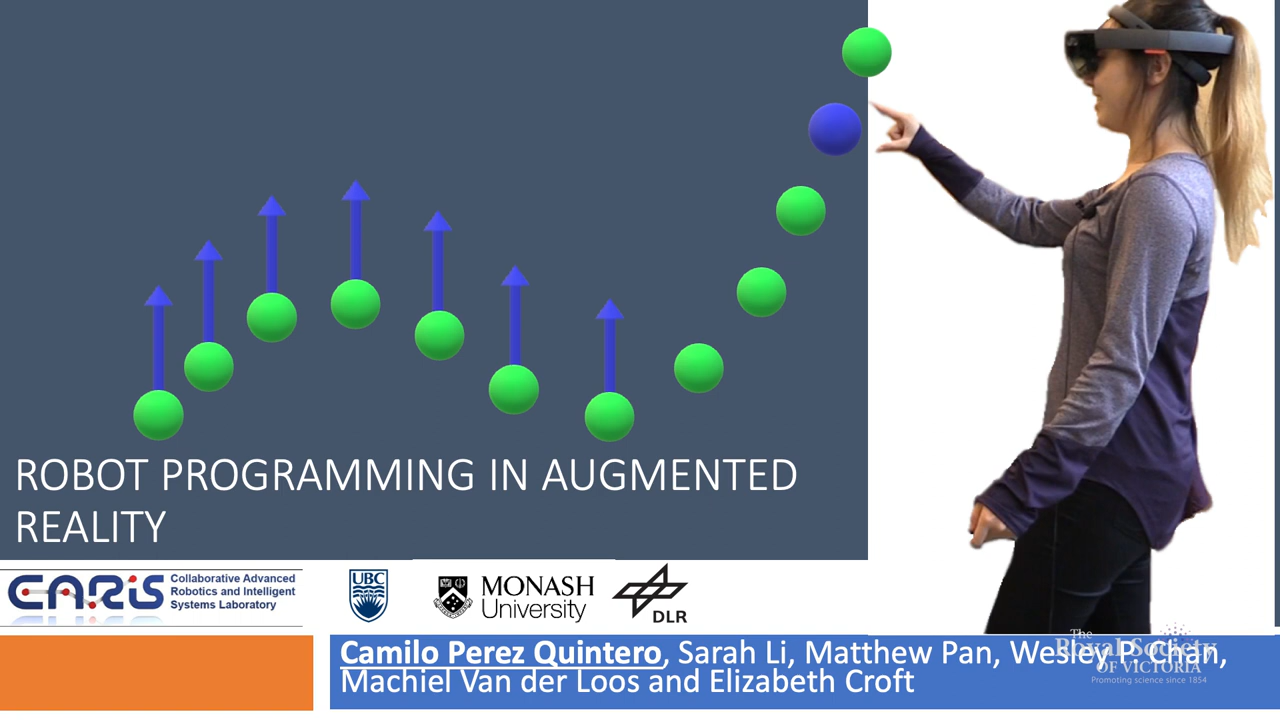 ROBOT PROGRAMMING IN AUGMENTED
REALITY
CARIS
Collaborative Advanced
Robotics and Intelligent
Systems Laboratory
UBC
MONASH
University
DLR
Camilo Perez Quintero, Sarah Li, Matthew Pan, Wesley P. Chan,
Machiel Van der Loos and Elizabeth Croft
The
Royal Society
OF VICTORIA
Promoting science since 1854